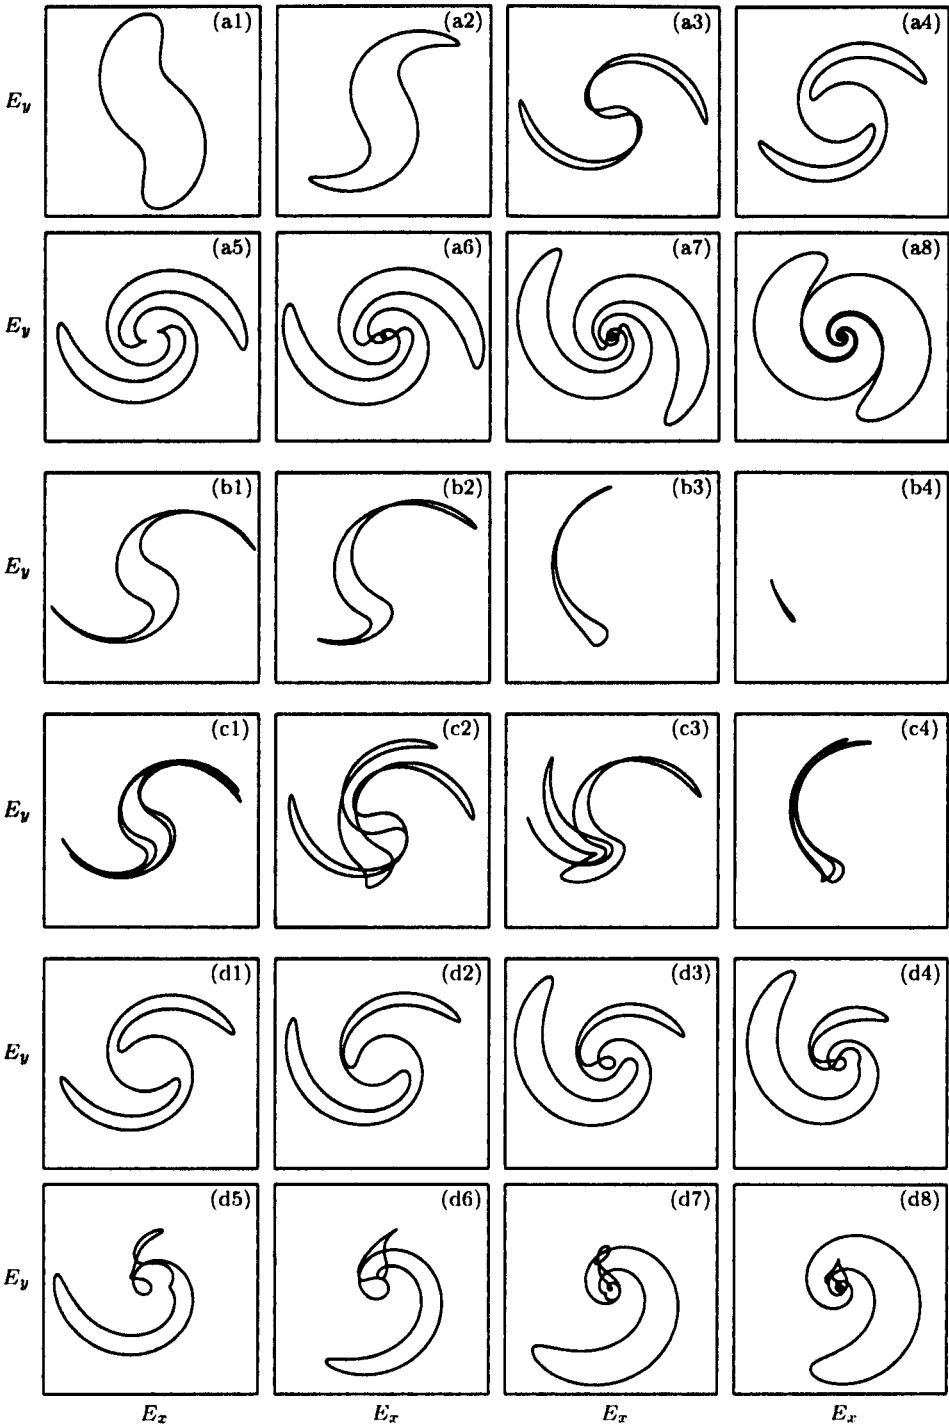 (a1) (a2) (a3) (a4)
E_y
(a5) (a6) (a7) (a8)
E_y
(b1) (b2) (b3) (b4)
E_y
(c1) (c2) (c3) (c4)
E_y
(d1) (d2) (d3) (d4)
E_y
(d5) (d6) (d7) (d8)
E_y
E_x E_x E_x E_x